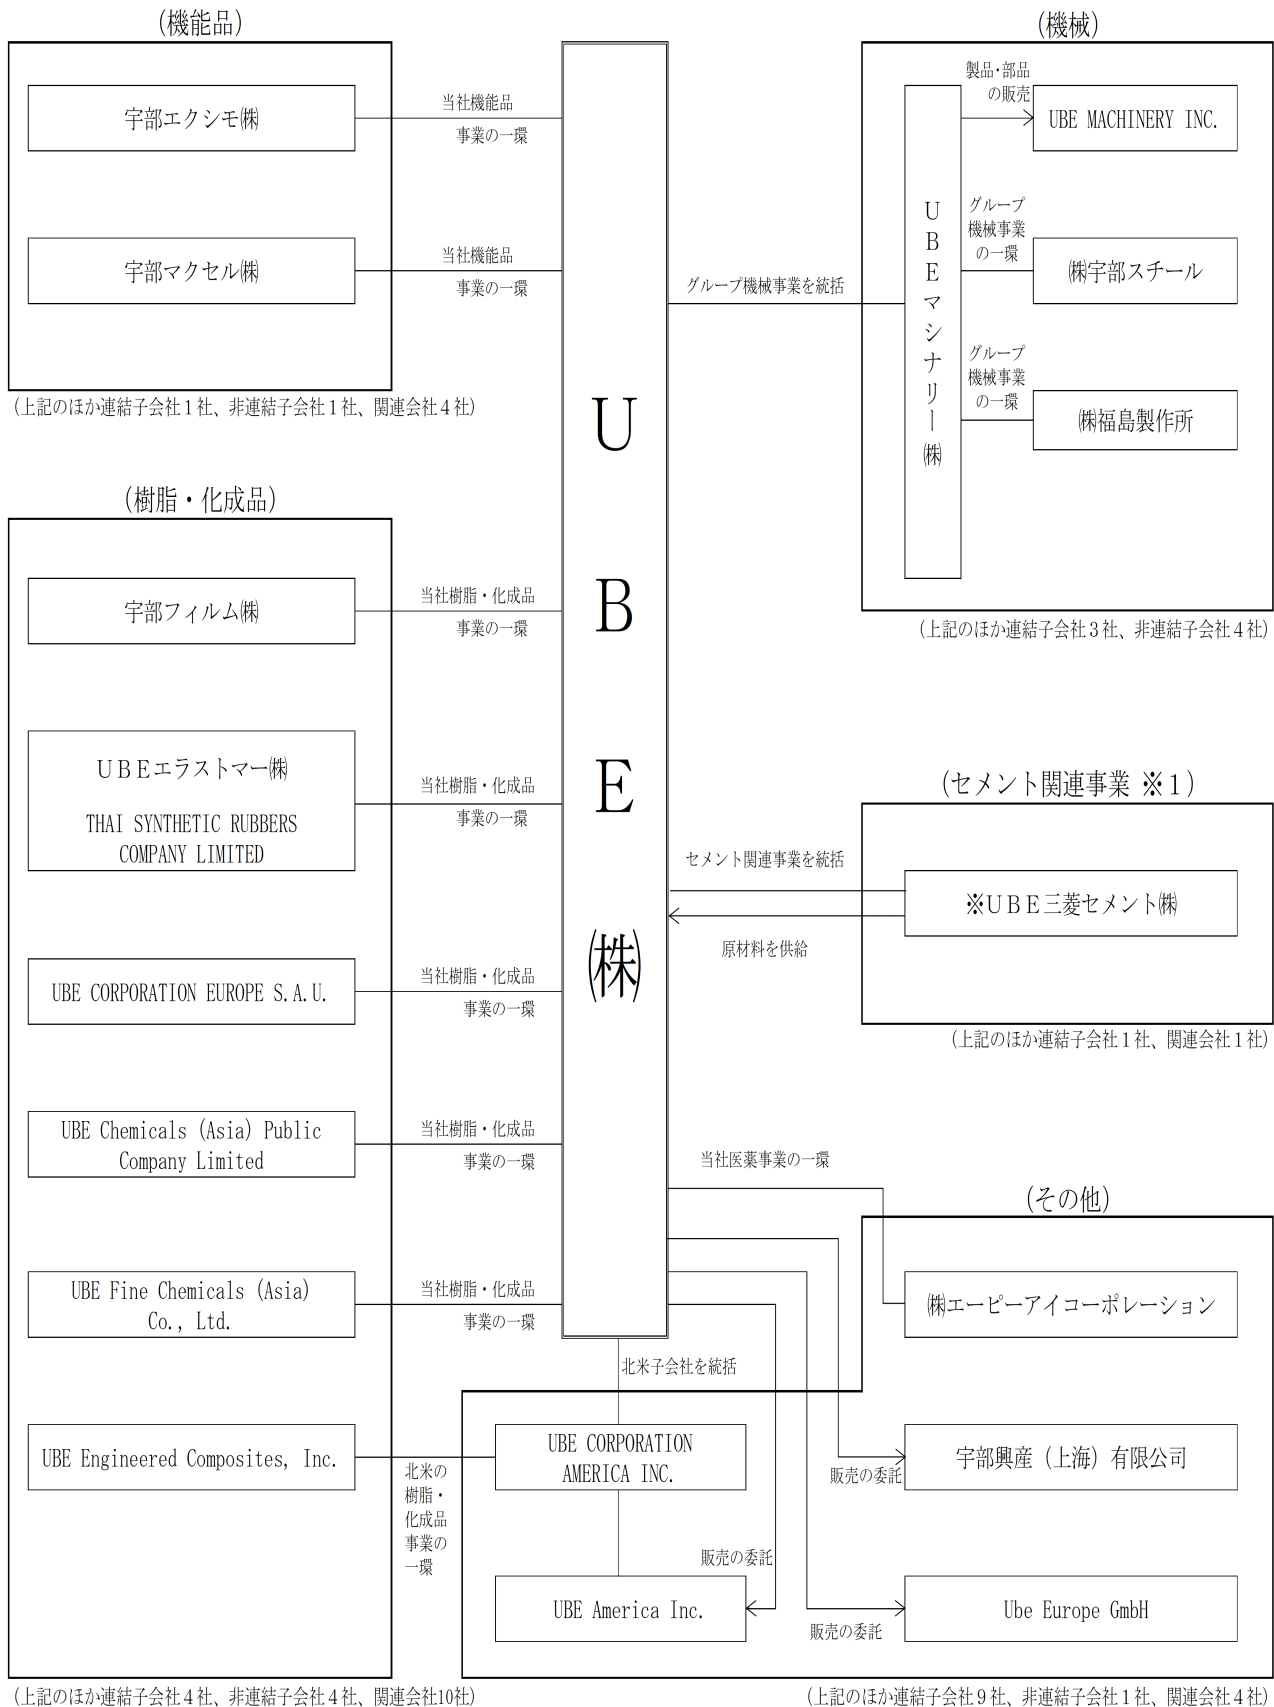 (機能品)
宇部エクシモ㈱
当社機能品
事業の一環
宇部マクセル㈱
当社機能品
事業の一環
(上記のほか連結子会社１社、非連結子会社１社、関連会社４社)
(樹脂・化成品)
宇部フィルム㈱
当社樹脂・化成品
事業の一環
ＵＢＥエラストマー㈱
THAI SYNTHETIC RUBBERS
COMPANY LIMITED
当社樹脂・化成品
事業の一環
UBE CORPORATION EUROPE S.A.U.
当社樹脂・化成品
事業の一環
UBE Chemicals (Asia) Public
Company Limited
当社樹脂・化成品
事業の一環
UBE Fine Chemicals (Asia)
Co., Ltd.
当社樹脂・化成品
事業の一環
UBE Engineered Composites, Inc.
北米の
樹脂・
化成品
事業の
一環
(上記のほか連結子会社４社、非連結子会社４社、関連会社10社)
ＵＢＥ㈱
(機械)
グループ機械事業を統括
ＵＢＥマシナリー㈱
製品・部品
の販売
UBE MACHINERY INC.
グループ
機械事業
の一環
㈱宇部スチール
グループ
機械事業
の一環
㈱福島製作所
(上記のほか連結子会社３社、非連結子会社４社)
(セメント関連事業 ※１)
セメント関連事業を統括
※ＵＢＥ三菱セメント㈱
原材料を供給
(上記のほか連結子会社１社、関連会社１社)
当社医薬事業の一環
(その他)
㈱エーピーアイコーポレーション
北米子会社を統括
UBE CORPORATION
AMERICA INC.
販売の委託
宇部興産（上海）有限公司
販売の委託
UBE America Inc.
販売の委託
Ube Europe GmbH
(上記のほか連結子会社９社、非連結子会社１社、関連会社４社)